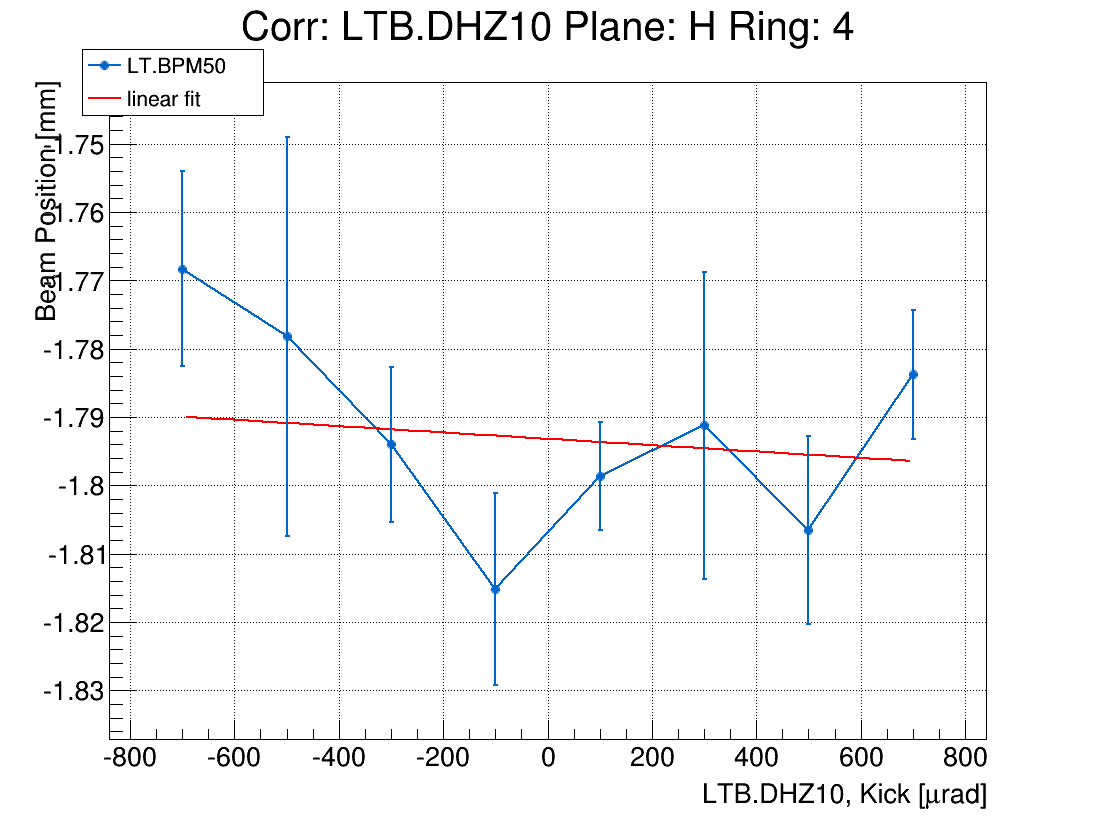 Corr: LTB.DHZ10 Plane: H Ring: 4
LT.BPM50
linear fit
Beam Position [mm]
-1.75
-1.76
-1.77
-1.78
-1.79
-1.8
-1.81
-1.82
-1.83
-800 -600 -400 -200 0 200 400 600 800
LTB.DHZ10, Kick [μrad]